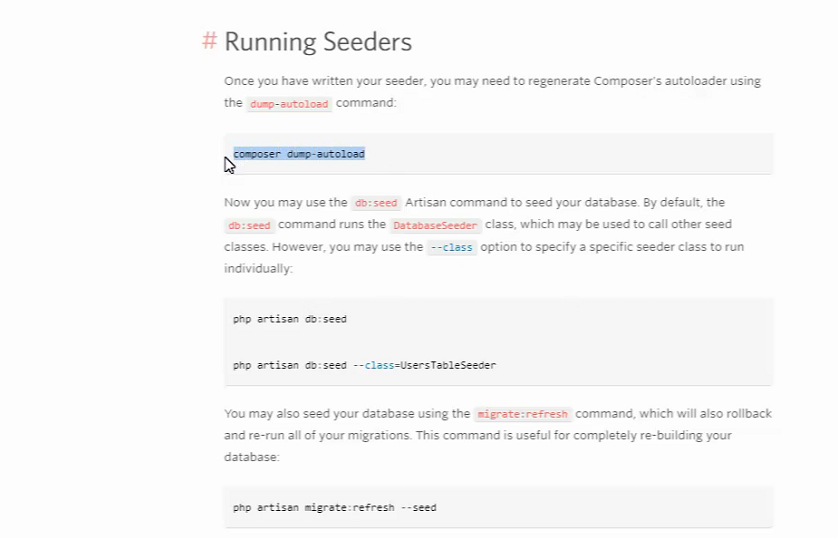 # Running Seeders
Once you have written your seeder, you may need to regenerate Composer's autoloader using
the dump-autoload command:
composer dump-autoload
Now you may use the db:seed Artisan command to seed your database. By default, the
db:seed command runs the DatabaseSeeder class, which may be used to call other seed
classes. However, you may use the --class option to specify a specific seeder class to run
individually:
php artisan db:seed
php artisan db:seed --class=UsersTableSeeder
You may also seed your database using the migrate:refresh command, which will also rollback
and re-run all of your migrations. This command is useful for completely re-building your
database:
php artisan migrate:refresh --seed